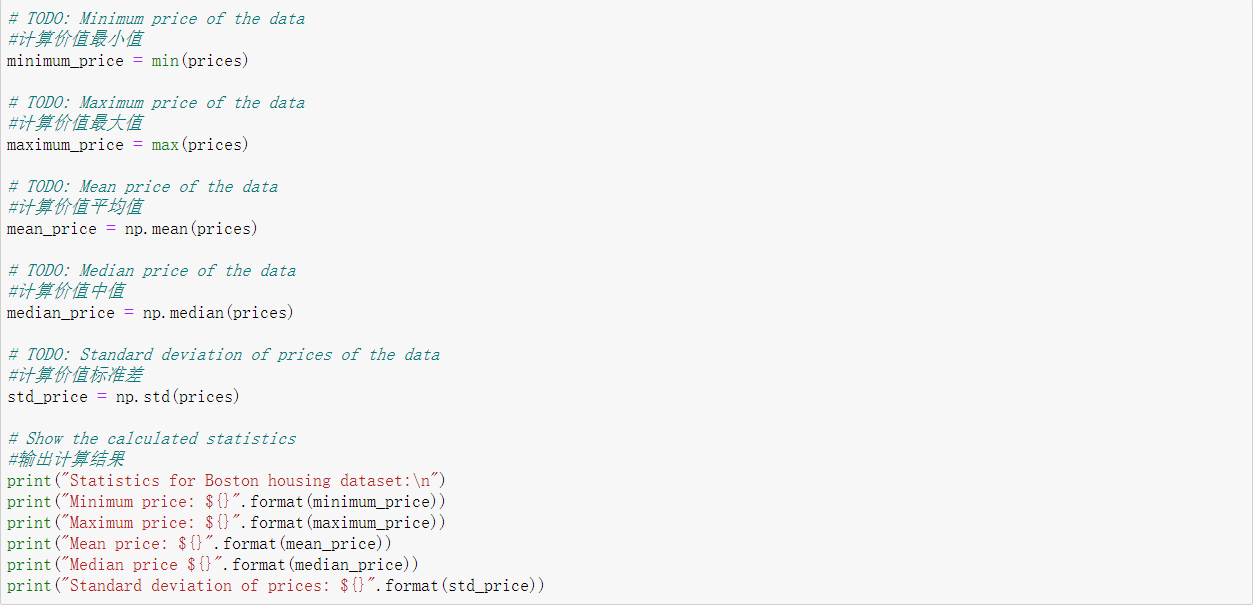 # TODO: Minimum price of the data
#计算价值最小值
minimum_price = min(prices)
# TODO: Maximum price of the data
#计算价值最大值
maximum_price = max(prices)
# TODO: Mean price of the data
#计算价值平均值
mean_price = np.mean(prices)
# TODO: Median price of the data
#计算价值中值
median_price = np.median(prices)
# TODO: Standard deviation of prices of the data
#计算价值标准差
std_price = np.std(prices)
# Show the calculated statistics
#输出计算结果
print("Statistics for Boston housing dataset:\n")
print("Minimum price: ${}".format(minimum_price))
print("Maximum price: ${}".format(maximum_price))
print("Mean price: ${}".format(mean_price))
print("Median price ${}".format(median_price))
print("Standard deviation of prices: ${}".format(std_price))